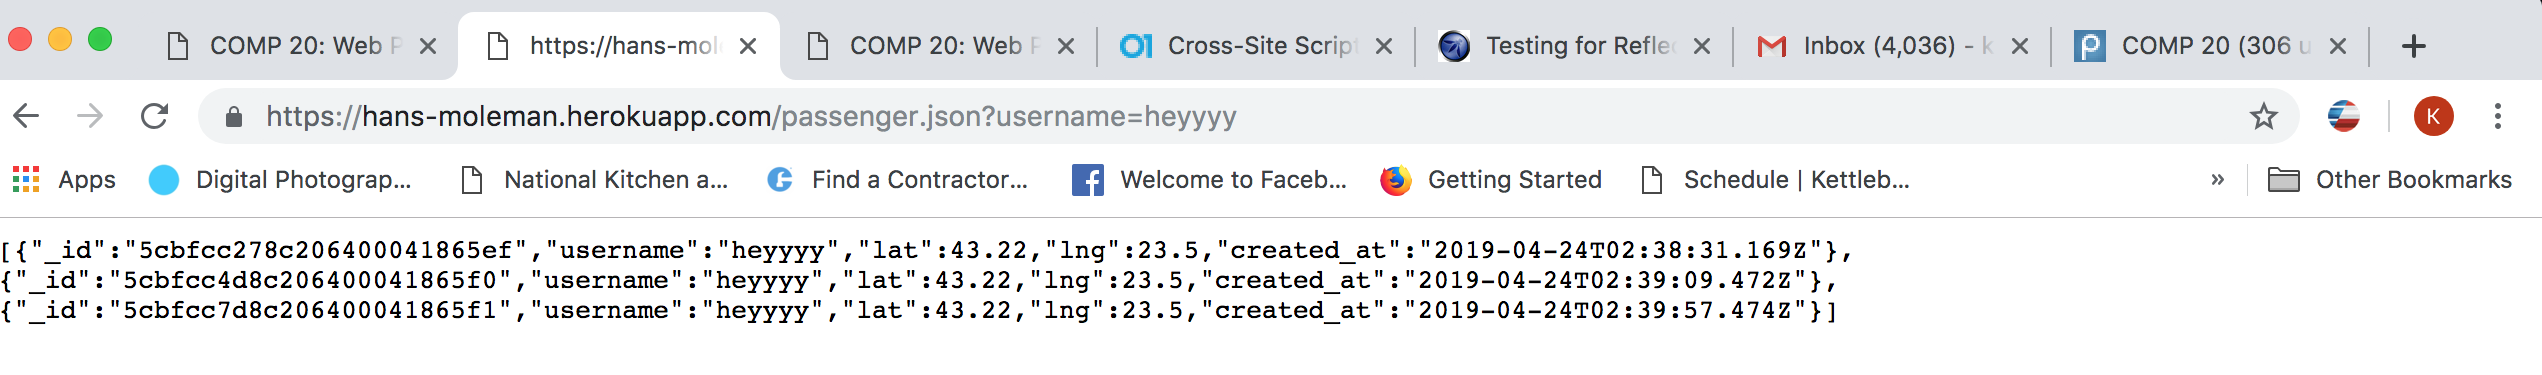 COMP 20: Web P
https://hans-mole
COMP 20: Web P
Cross-Site Script
Testing for Reflec
Inbox (4,036) - k
COMP 20 (306 u
https://hans-moleman.herokuapp.com/passenger.json?username=heyyyy
K
Apps
Digital Photograp...
National Kitchen a...
Find a Contractor...
Welcome to Faceb...
Getting Started
Schedule | Kettleb...
»
Other Bookmarks
[{"_id":"5cbfcc278c206400041865ef","username":"heyyyy","lat":43.22,"lng":23.5,"created_at":"2019-04-24T02:38:31.169Z"},
{"_id":"5cbfcc4d8c206400041865f0","username":"heyyyy","lat":43.22,"lng":23.5,"created_at":"2019-04-24T02:39:09.472Z"},
{"_id":"5cbfcc7d8c206400041865f1","username":"heyyyy","lat":43.22,"lng":23.5,"created_at":"2019-04-24T02:39:57.474Z"}]